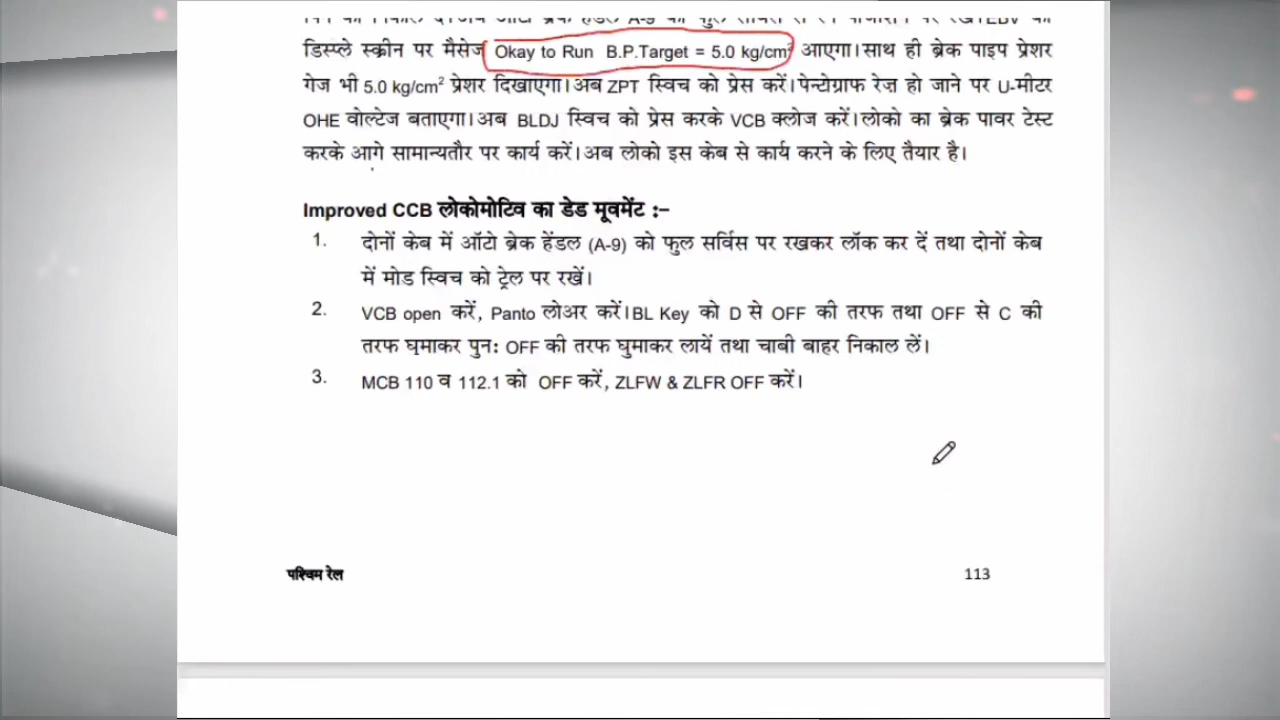 डिस्प्ले स्क्रीन पर मैसेज Okay to Run B.P.Target = 5.0 kg/cm² आएगा।साथ ही ब्रेक पाइप प्रेशर
गेज भी 5.0 kg/cm² प्रेशर दिखाएगा।अब ZPT स्विच को प्रेस करें।पेन्टोग्राफ रेज़ हो जाने पर U-मीटर
OHE वोल्टेज बताएगा।अब BLDJ स्विच को प्रेस करके VCB क्लोज करें।लोको का ब्रेक पावर टेस्ट
करके आगे सामान्यतौर पर कार्य करें।अब लोको इस केब से कार्य करने के लिए तैयार है।
Improved CCB लोकोमोटिव का डेड मूवमेंट :–
1. दोनों केब में ऑटो ब्रेक हेंडल (A-9) को फुल सर्विस पर रखकर लॉक कर दें तथा दोनों केब
में मोड स्विच को ट्रेल पर रखें।
2. VCB open करें, Panto लोअर करें।BL Key को D से OFF की तरफ तथा OFF से C की
तरफ घुमाकर पुनः OFF की तरफ घुमाकर लायें तथा चाबी बाहर निकाल लें।
3. MCB 110 व 112.1 को OFF करें, ZLFW & ZLFR OFF करें।
पश्चिम रेल 113